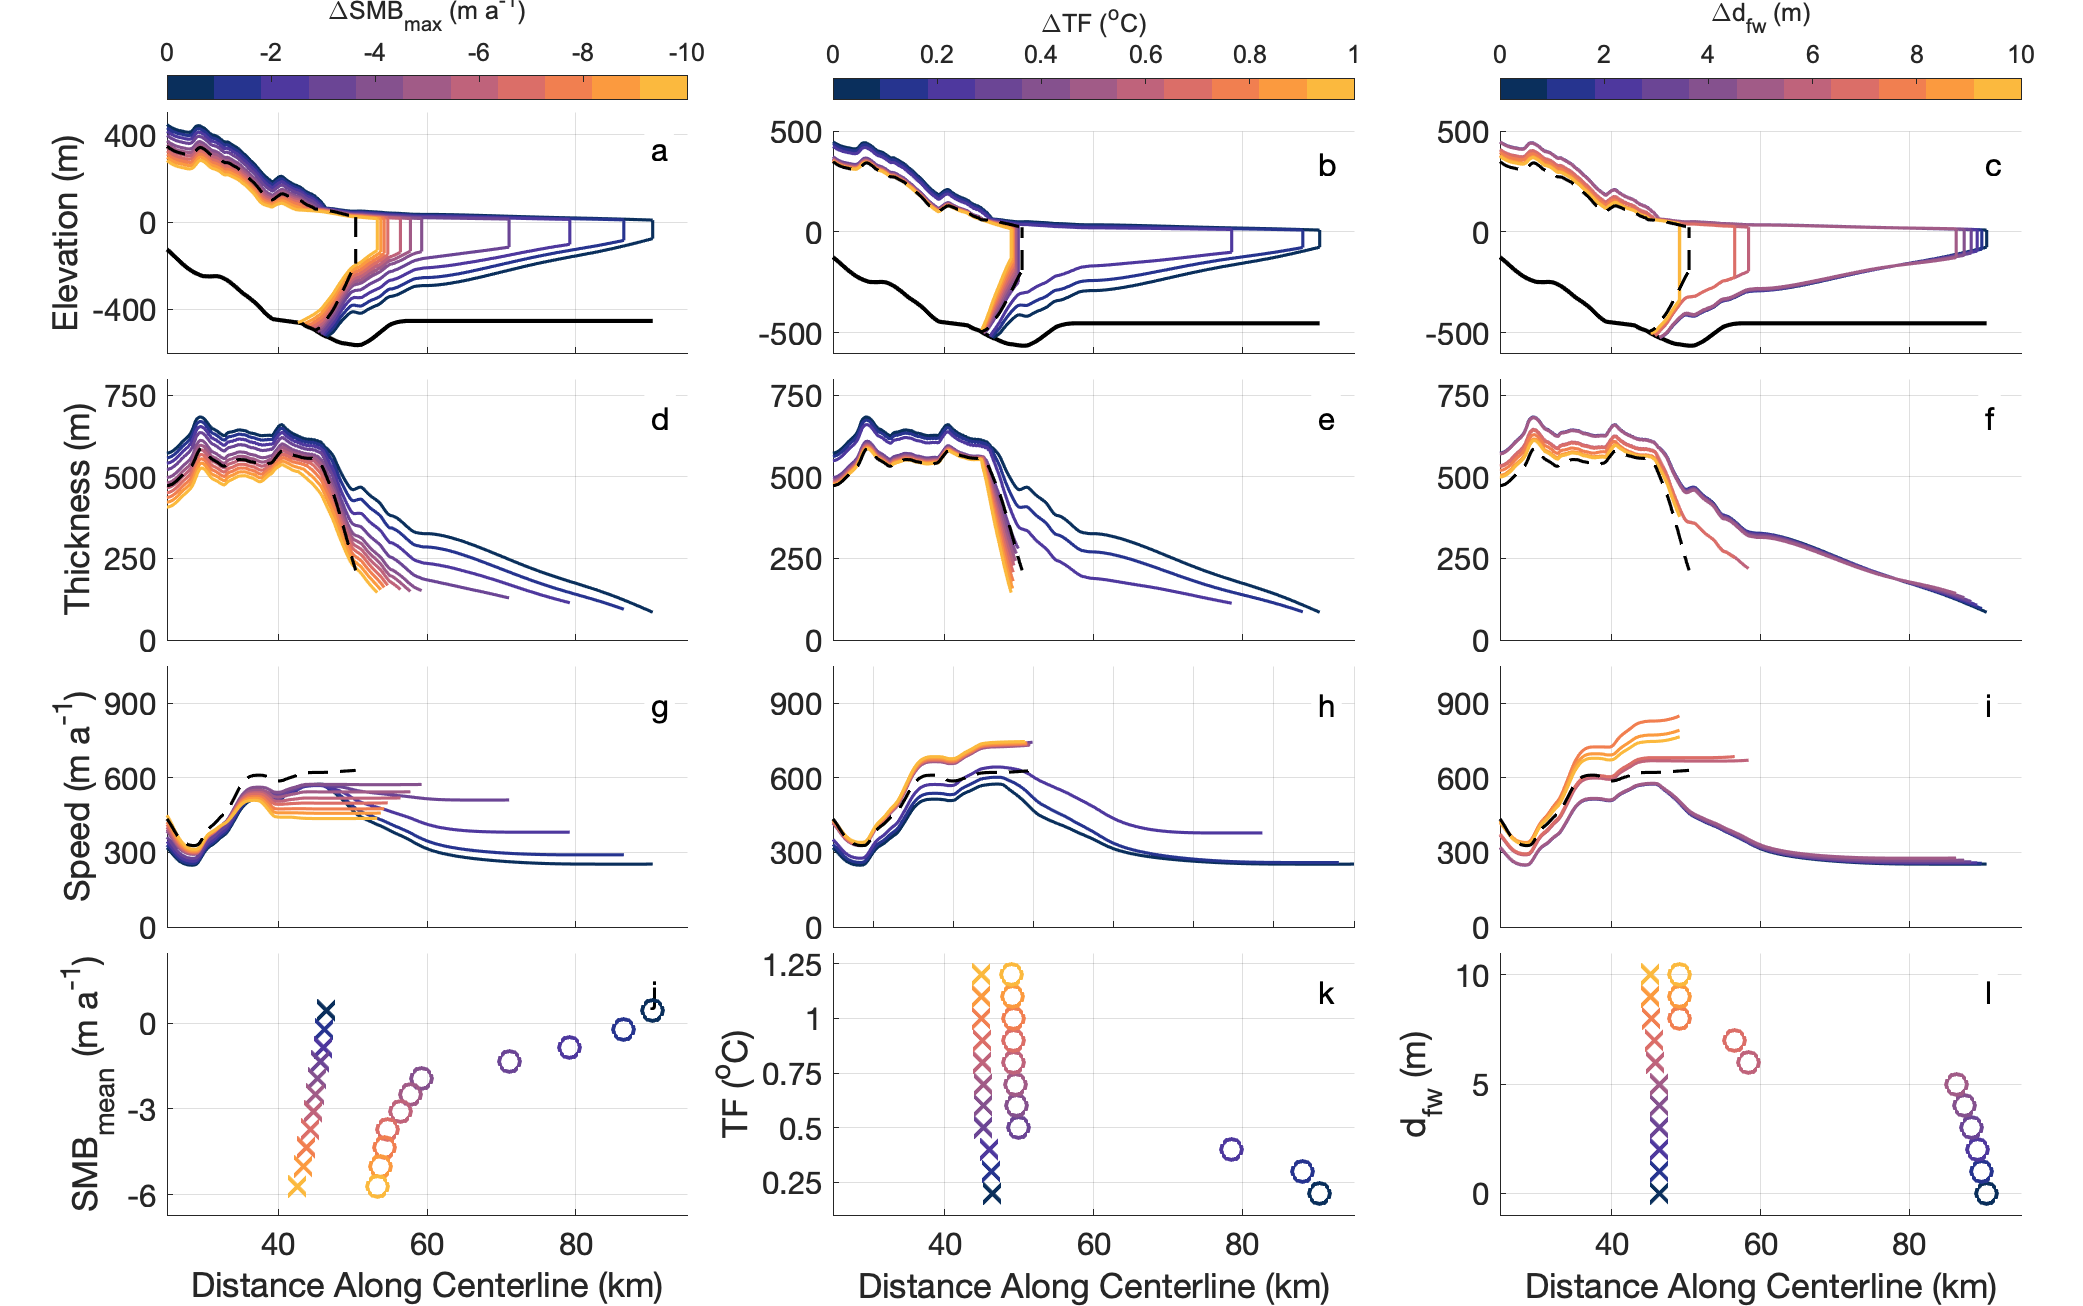 ΔSMBmax (m a-1)
ΔTF (oC)
Δdfw (m)
0 -2 -4 -6 -8 -10
0 0.2 0.4 0.6 0.8 1
0 2 4 6 8 10
Elevation (m)
400
0
-400
a
500
0
-500
b
500
0
-500
c
Thickness (m)
750
500
250
0
d
750
500
250
0
e
750
500
250
0
f
Speed (m a-1)
900
600
300
0
g
900
600
300
0
h
900
600
300
0
i
SMBmean (m a-1)
0
-3
-6
j
TF (oC)
1.25
1
0.75
0.5
0.25
k
dfw (m)
10
5
0
l
40 60 80
40 60 80
40 60 80
Distance Along Centerline (km)
Distance Along Centerline (km)
Distance Along Centerline (km)